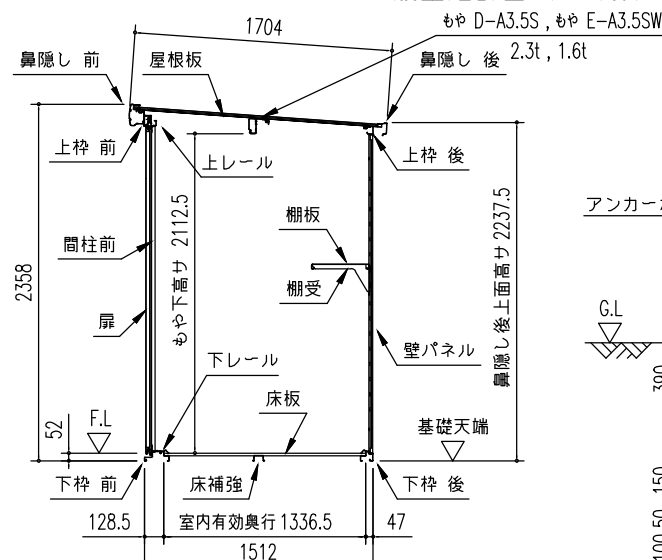 1704
もや D-A3.5S , もや E-A3.5SW
2.3t , 1.6t
鼻隠し 前
屋根板
鼻隠し 後
上枠 前
上レール
上枠 後
アンカー
間柱前
もや下高サ 2112.5
棚板
2358
棚受
鼻隠し後上面高サ 2237.5
扉
壁パネル
G.L
下レール
390
床板
52
F.L
基礎天端
下枠 前
床補強
下枠 後
150
128.5
室内有効奥行 1336.5
47
50
100
1512